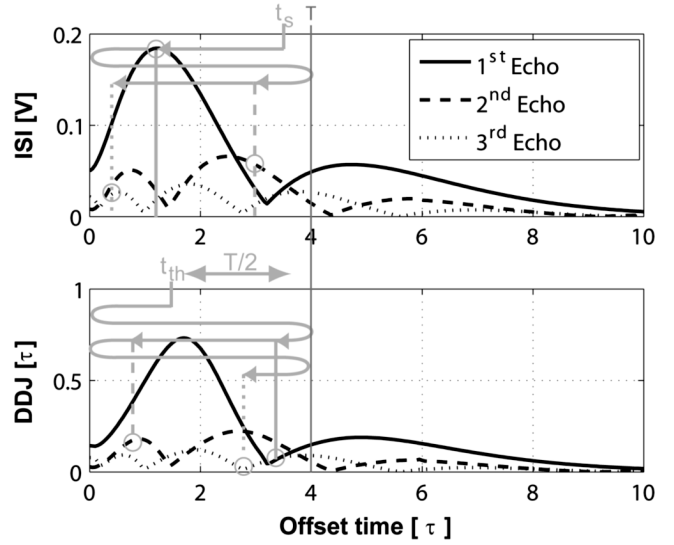 t_s T
0.2
0.1
0
ISI [V]
1st Echo
2nd Echo
3rd Echo
0 2 4 6 8 10
t_th T/2
1
0.5
0
DDJ [τ]
0 2 4 6 8 10
Offset time [ τ ]